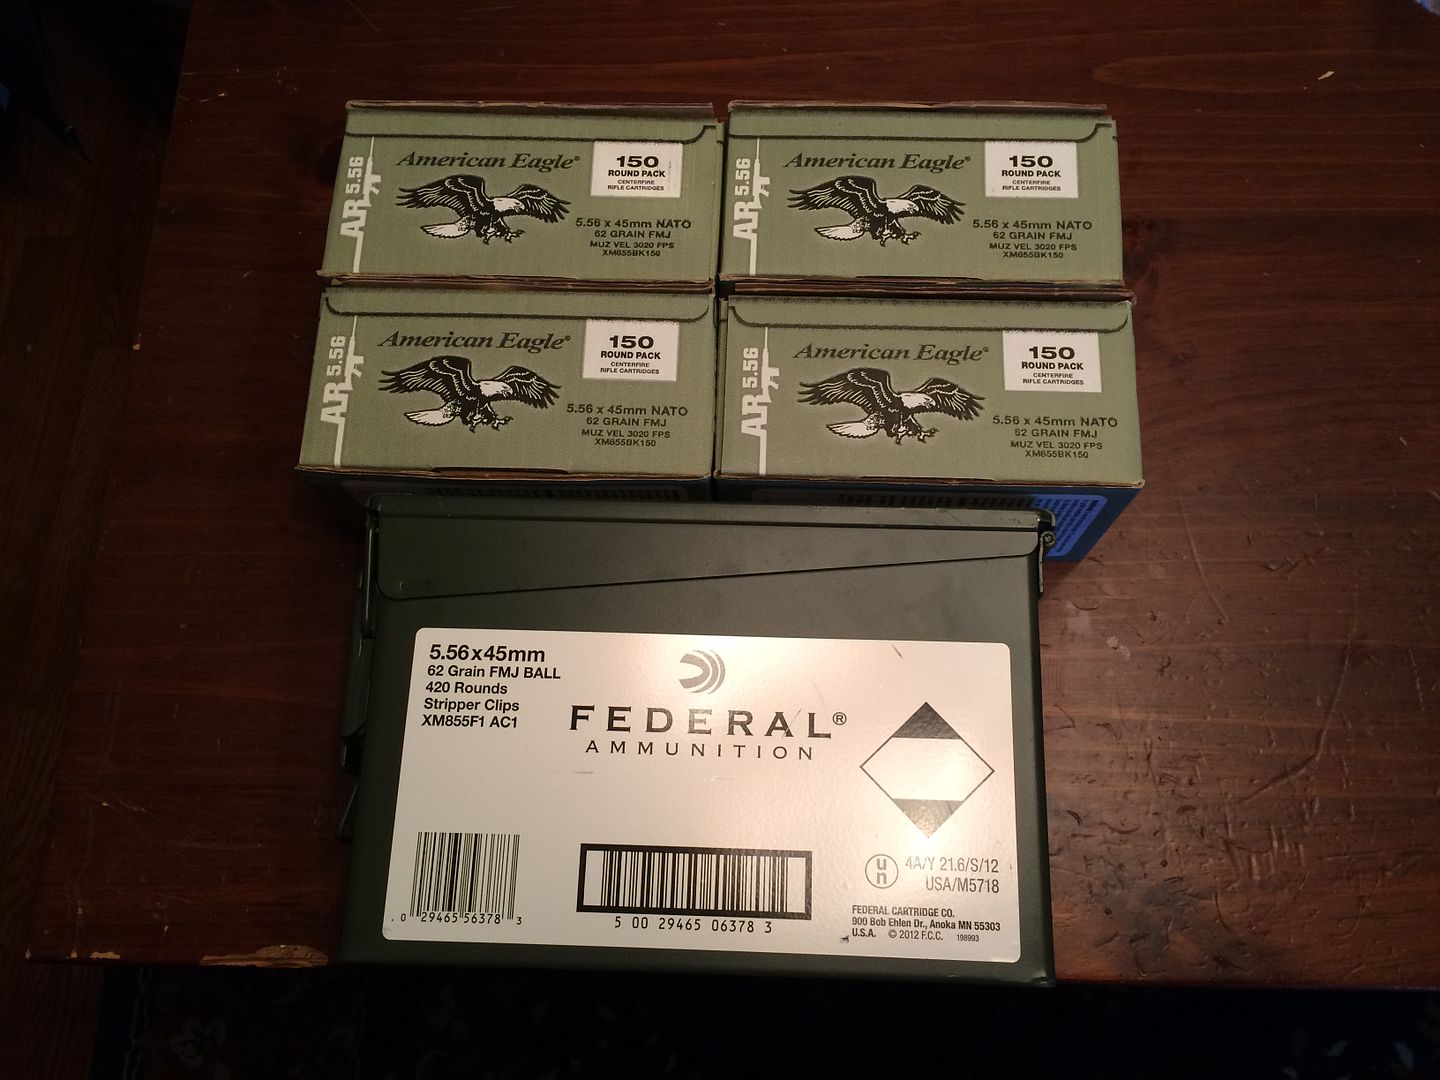 AR 5.56
American Eagle®
150
ROUND PACK
CENTERFIRE
RIFLE CARTRIDGES
5.56 x 45mm NATO
62 GRAIN FMJ
MUZ VEL 3020 FPS
XM855BK150
AR 5.56
American Eagle®
150
ROUND PACK
CENTERFIRE
RIFLE CARTRIDGES
5.56 x 45mm NATO
62 GRAIN FMJ
MUZ VEL 3020 FPS
XM855BK150
AR 5.56
American Eagle®
150
ROUND PACK
CENTERFIRE
RIFLE CARTRIDGES
5.56 x 45mm NATO
62 GRAIN FMJ
MUZ VEL 3020 FPS
XM855BK150
AR 5.56
American Eagle®
150
ROUND PACK
CENTERFIRE
RIFLE CARTRIDGES
5.56 x 45mm NATO
62 GRAIN FMJ
MUZ VEL 3020 FPS
XM855BK150
5.56x45mm
62 Grain FMJ BALL
420 Rounds
Stripper Clips
XM855F1 AC1
FEDERAL®
AMMUNITION
0 29465 56378 3
5 00 29465 06378 3
un
4A/Y 21.6/S/12
USA/M5718
FEDERAL CARTRIDGE CO.
900 Bob Ehlen Dr., Anoka MN 55303
U.S.A. © 2012 F.C.C. 198993